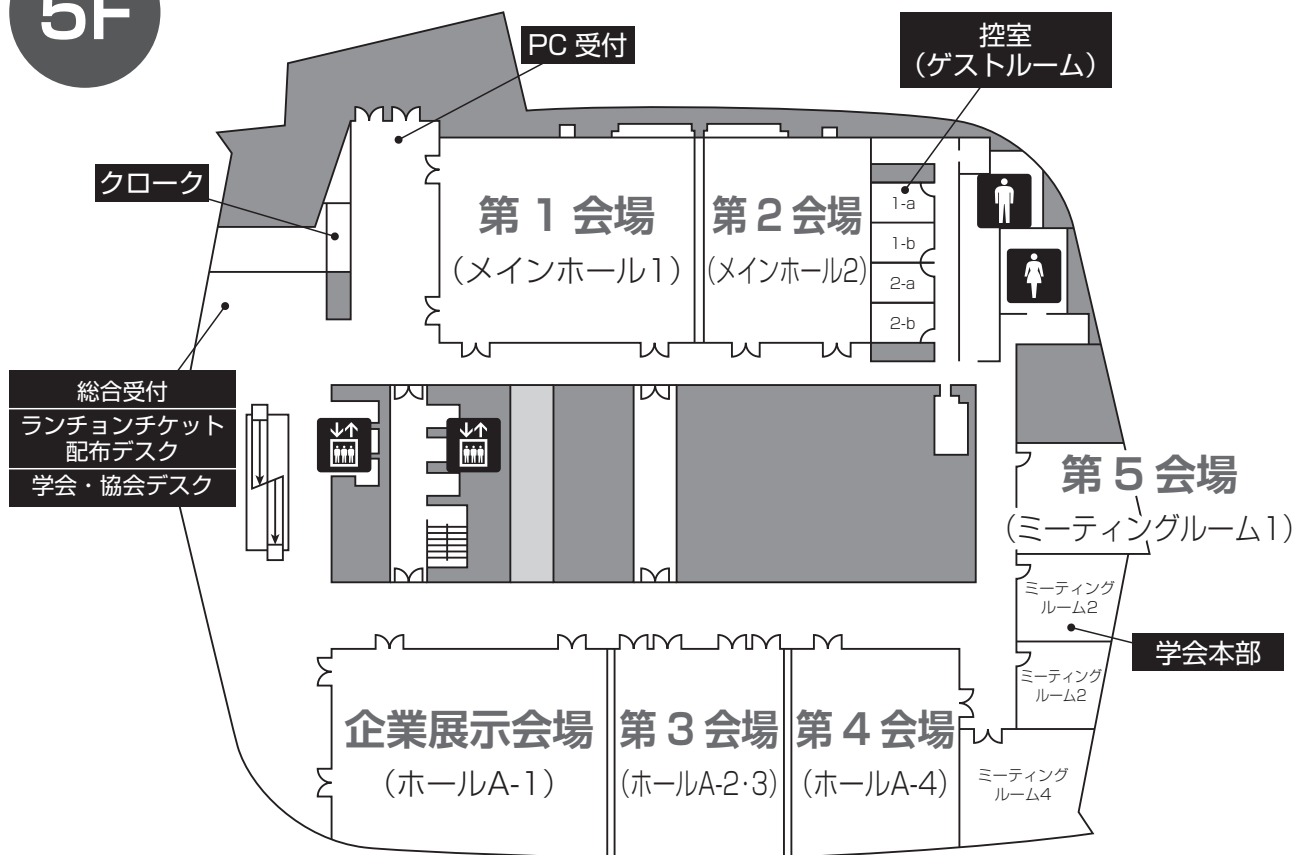 5F
PC 受付
控室
（ゲストルーム）
クローク
第 1 会場
（メインホール1）
第 2 会場
（メインホール2）
1-a
1-b
2-a
2-b
総合受付
ランチョンチケット
配布デスク
学会・協会デスク
第 5 会場
（ミーティングルーム1）
ミーティング
ルーム2
学会本部
ミーティング
ルーム2
企業展示会場
（ホールA-1）
第 3 会場
（ホールA-2･3）
第 4 会場
（ホールA-4）
ミーティング
ルーム4